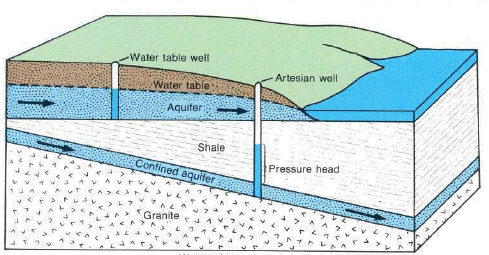 Water table well
Artesian well
Water table
Aquifer
Shale
Pressure head
Confined aquifer
Granite